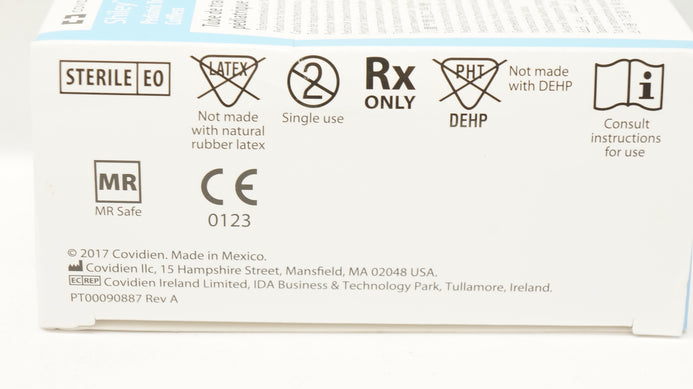 Shiley
STERILE EO
LATEX
Not made
with natural
rubber latex
2
Single use
Rx
ONLY
PHT
DEHP
Not made
with DEHP
i
Consult
instructions
for use
MR
MR Safe
CE
0123
© 2017 Covidien. Made in Mexico.
Covidien llc, 15 Hampshire Street, Mansfield, MA 02048 USA.
EC REP Covidien Ireland Limited, IDA Business & Technology Park, Tullamore, Ireland.
PT00090887 Rev A